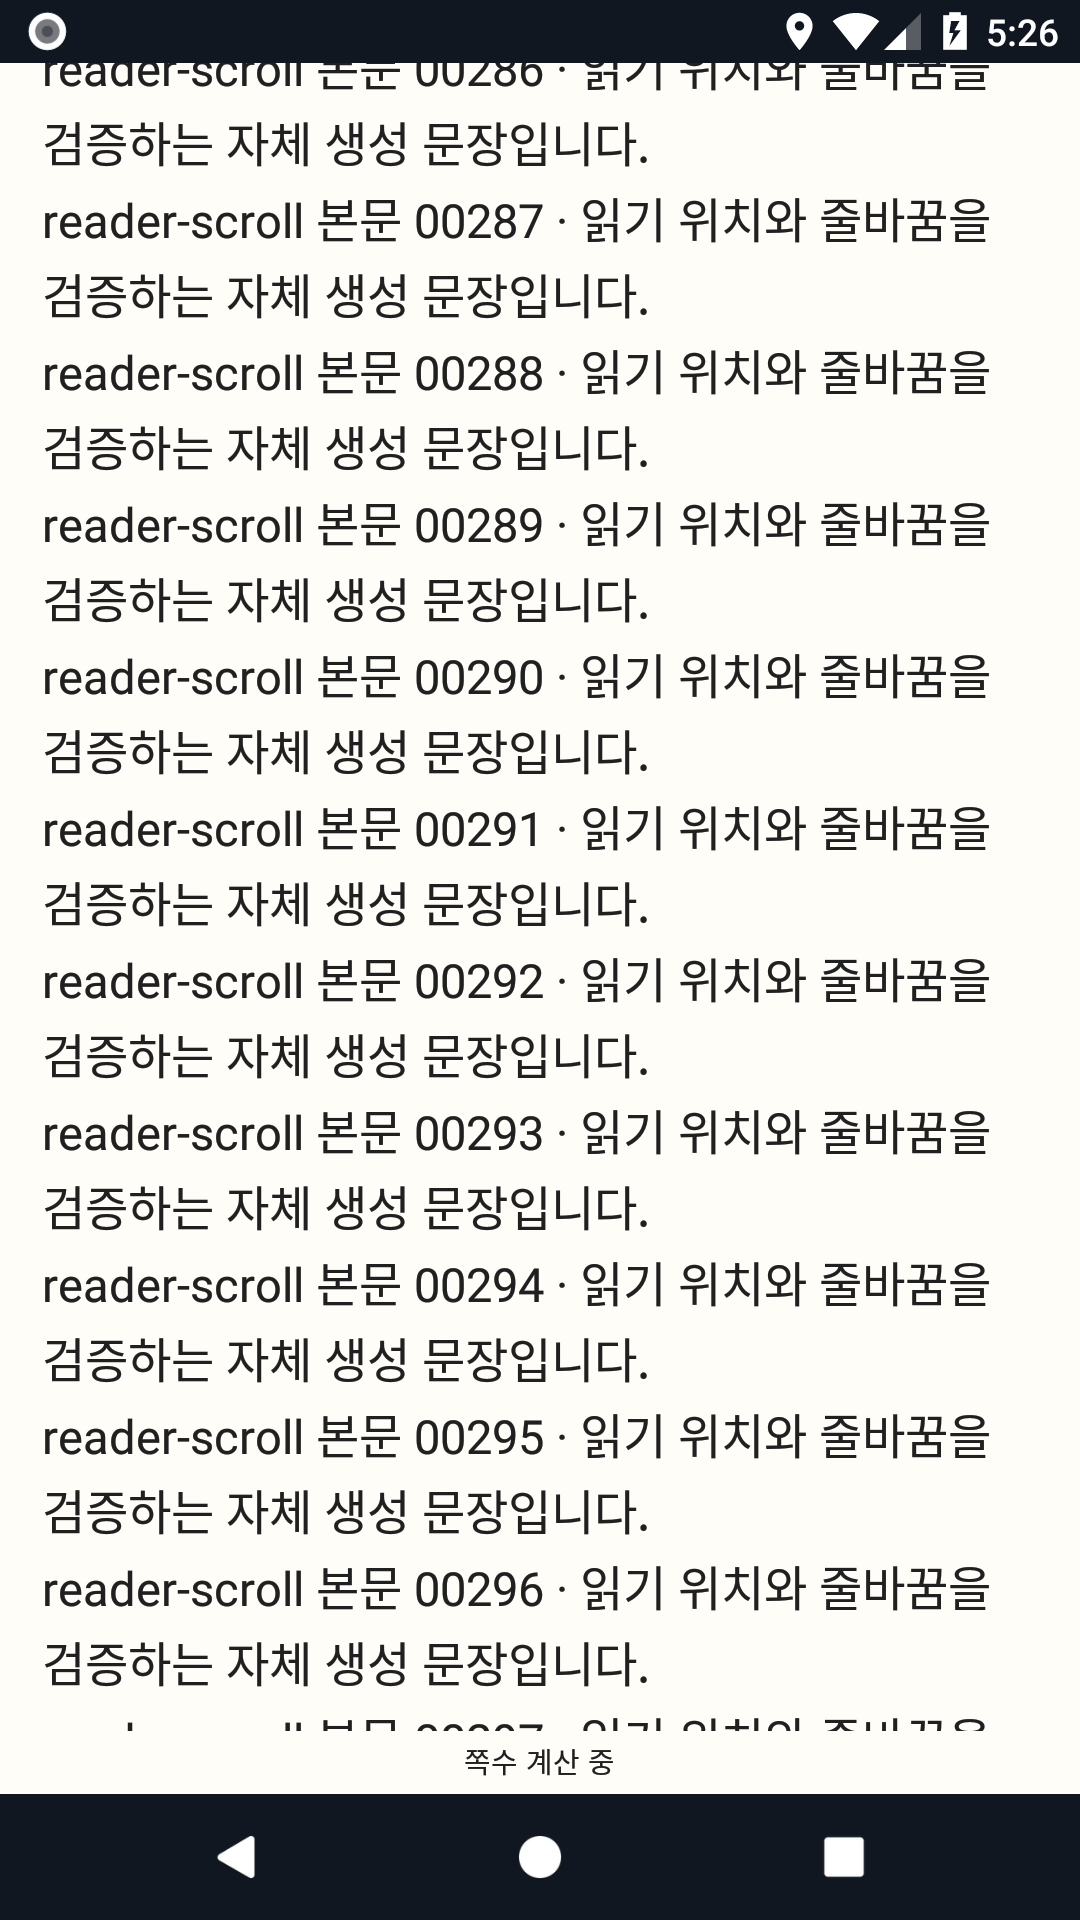 5:26
reader-scroll 본문 00286 · 읽기 위치와 줄바꿈을
검증하는 자체 생성 문장입니다.
reader-scroll 본문 00287 · 읽기 위치와 줄바꿈을
검증하는 자체 생성 문장입니다.
reader-scroll 본문 00288 · 읽기 위치와 줄바꿈을
검증하는 자체 생성 문장입니다.
reader-scroll 본문 00289 · 읽기 위치와 줄바꿈을
검증하는 자체 생성 문장입니다.
reader-scroll 본문 00290 · 읽기 위치와 줄바꿈을
검증하는 자체 생성 문장입니다.
reader-scroll 본문 00291 · 읽기 위치와 줄바꿈을
검증하는 자체 생성 문장입니다.
reader-scroll 본문 00292 · 읽기 위치와 줄바꿈을
검증하는 자체 생성 문장입니다.
reader-scroll 본문 00293 · 읽기 위치와 줄바꿈을
검증하는 자체 생성 문장입니다.
reader-scroll 본문 00294 · 읽기 위치와 줄바꿈을
검증하는 자체 생성 문장입니다.
reader-scroll 본문 00295 · 읽기 위치와 줄바꿈을
검증하는 자체 생성 문장입니다.
reader-scroll 본문 00296 · 읽기 위치와 줄바꿈을
검증하는 자체 생성 문장입니다.
쪽수 계산 중